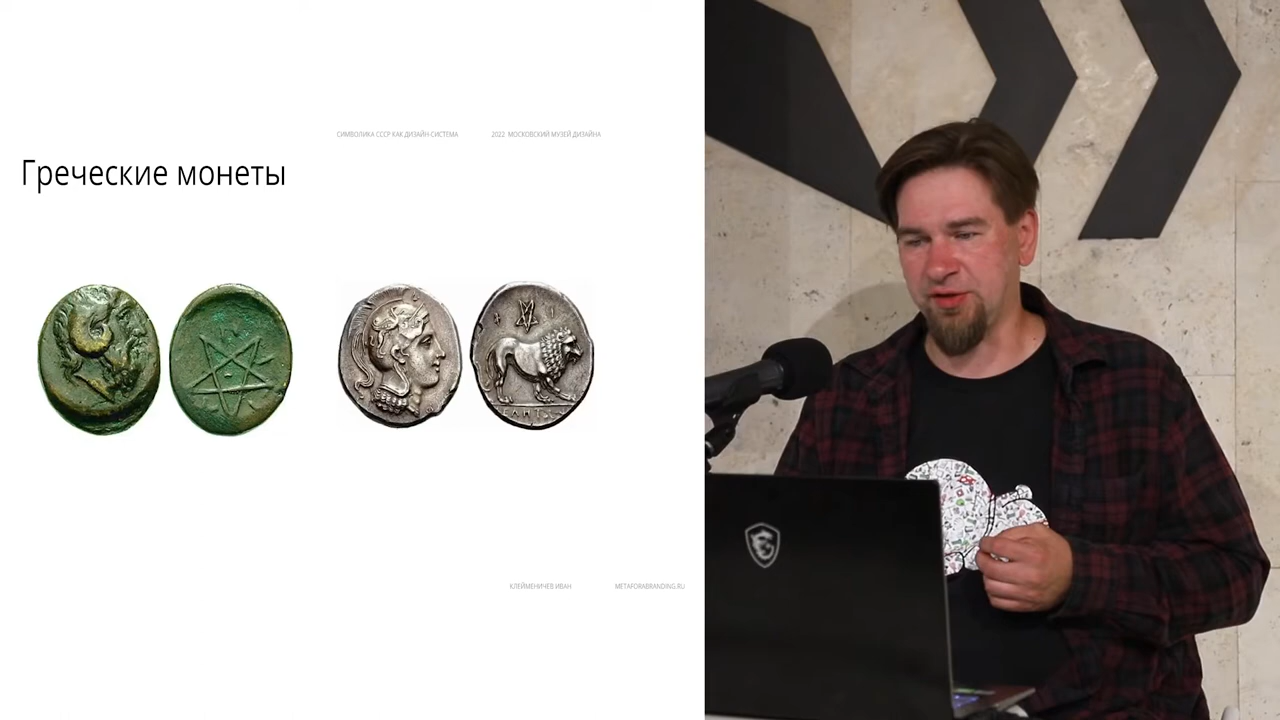 СИМВОЛИКА СССР КАК ДИЗАЙН-СИСТЕМА
2022 МОСКОВСКИЙ МУЗЕЙ ДИЗАЙНА
Греческие монеты
КЛЕЙМЕНИЧЕВ ИВАН
METAFORABRANDING.RU